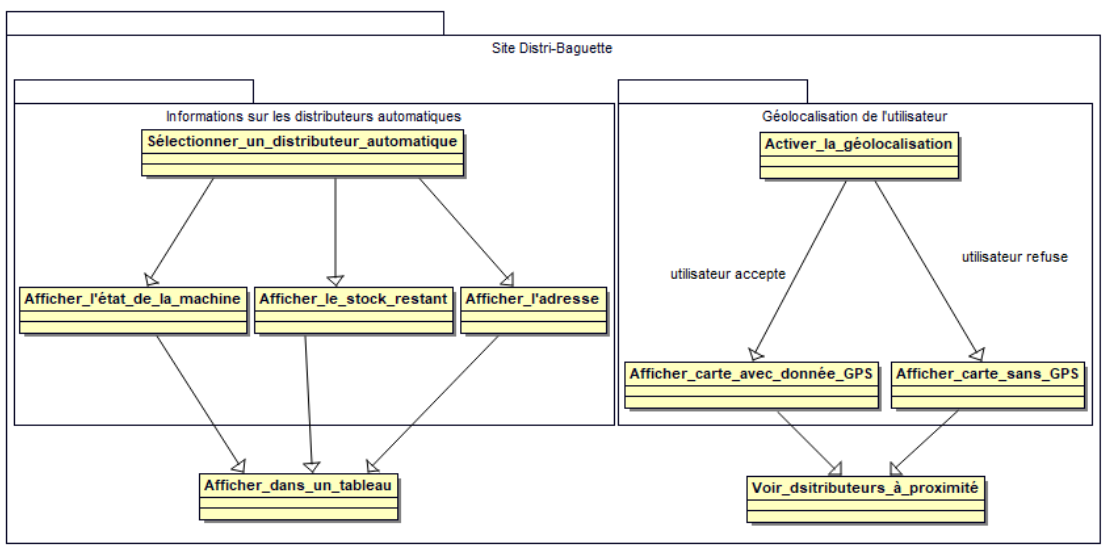 Site Distri-Baguette
Informations sur les distributeurs automatiques
Sélectionner_un_distributeur_automatique
Afficher_l'état_de_la_machine
Afficher_le_stock_restant
Afficher_l'adresse
Afficher_dans_un_tableau
Géolocalisation de l'utilisateur
Activer_la_géolocalisation
utilisateur accepte
utilisateur refuse
Afficher_carte_avec_donnée_GPS
Afficher_carte_sans_GPS
Voir_dsitributeurs_à_proximité